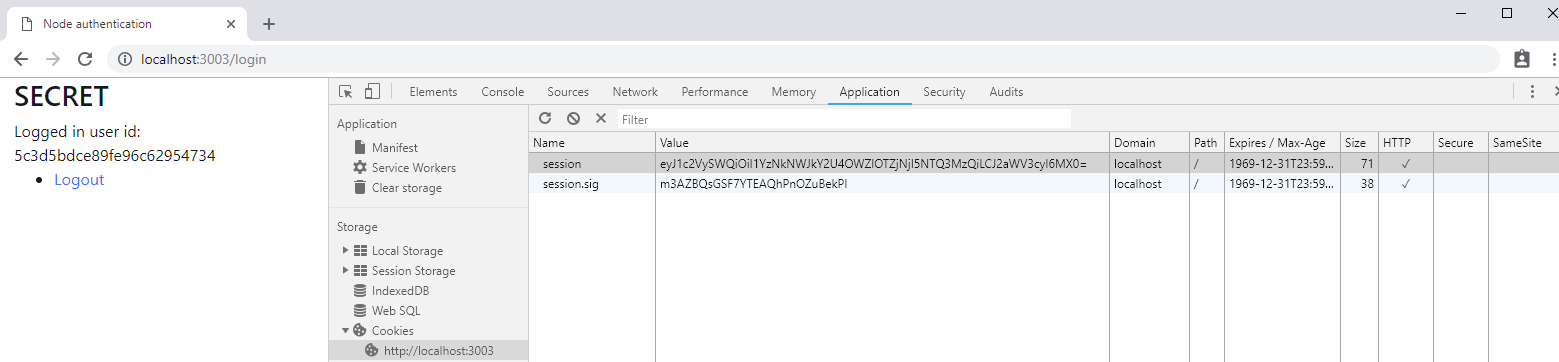 Node authentication
localhost:3003/login
SECRET
Logged in user id:
5c3d5bdce89fe96c62954734
Logout
Elements Console Sources Network Performance Memory Application Security Audits
Application
Manifest
Service Workers
Clear storage
Storage
Local Storage
Session Storage
IndexedDB
Web SQL
Cookies
http://localhost:3003
Filter
Name Value Domain Path Expires / Max-Age Size HTTP Secure SameSite
session eyJ1c2VySWQiOiI1YzNkNWJkY2U4OWZlOTZjNjI5NTQ3MzQiLCJ2aWV3cyI6MX0= localhost / 1969-12-31T23:59... 71 ✓
session.sig m3AZBQsGSF7YTEAQhPnOZuBekPI localhost / 1969-12-31T23:59... 38 ✓